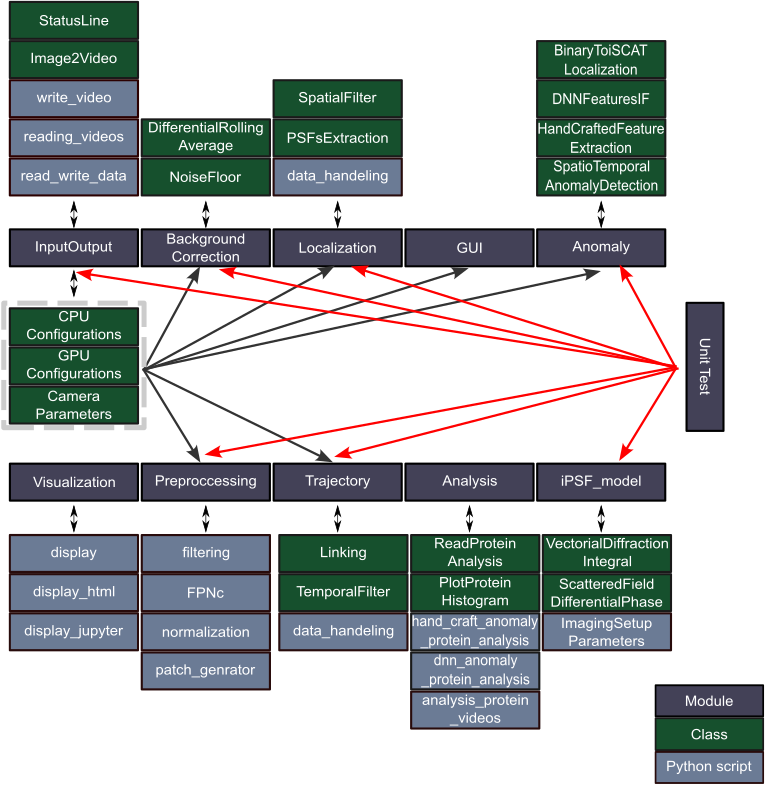 StatusLine
Image2Video
write_video
reading_videos
read_write_data
DifferentialRolling
Average
NoiseFloor
SpatialFilter
PSFsExtraction
data_handeling
BinaryToiSCAT
Localization
DNNFeaturesIF
HandCraftedFeature
Extraction
SpatioTemporal
AnomalyDetection
InputOutput
Background
Correction
Localization
GUI
Anomaly
CPU
Configurations
GPU
Configurations
Camera
Parameters
Unit Test
Visualization
Preproccessing
Trajectory
Analysis
iPSF_model
display
display_html
display_jupyter
filtering
FPNc
normalization
patch_genrator
Linking
TemporalFilter
data_handeling
ReadProtein
Analysis
PlotProtein
Histogram
hand_craft_anomaly
_protein_analysis
dnn_anomaly
_protein_analysis
analysis_protein
_videos
VectorialDiffraction
Integral
ScatteredField
DifferentialPhase
ImagingSetup
Parameters
Module
Class
Python script